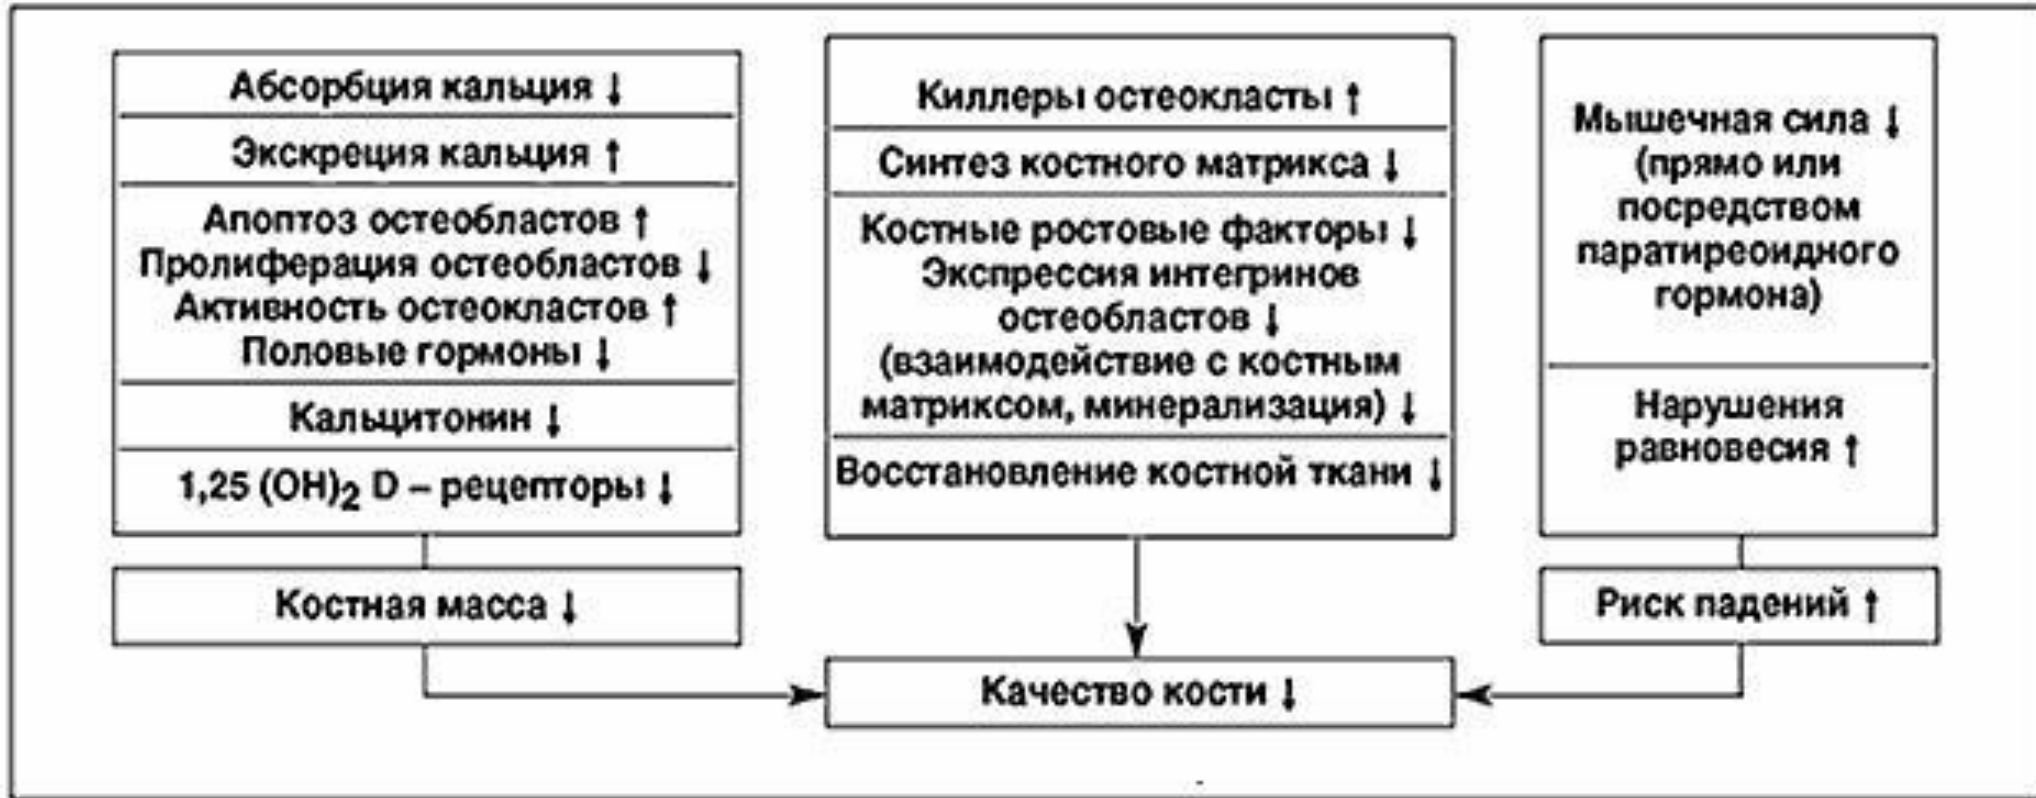 Абсорбция кальция ↓
Экскреция кальция ↑
Апоптоз остеобластов ↑
Пролиферация остеобластов ↓
Активность остеокластов ↑
Половые гормоны ↓
Кальцитонин ↓
1,25 (OH)₂ D – рецепторы ↓
Костная масса ↓
Киллеры остеокласты ↑
Синтез костного матрикса ↓
Костные ростовые факторы ↓
Экспрессия интегринов
остеобластов ↓
(взаимодействие с костным
матриксом, минерализация) ↓
Восстановление костной ткани ↓
Качество кости ↓
Мышечная сила ↓
(прямо или
посредством
паратиреоидного
гормона)
Нарушения
равновесия ↑
Риск падений ↑